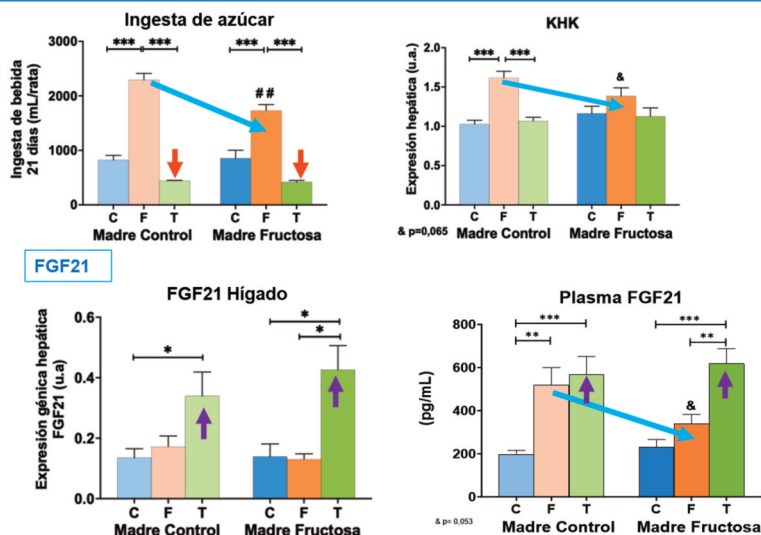 Ingesta de azúcar
Ingesta de bebida
21 días (mL/rata)
3000
2000
1000
0
*** ***
*** ***
##
C F T C F T
Madre Control Madre Fructosa
KHK
Expresión hepática (u.a.)
2.0
1.5
1.0
0.5
0.0
*** ***
&
C F T C F T
& p=0,065 Madre Control Madre Fructosa
FGF21
FGF21 Hígado
Expresión génica hepática
FGF21 (u.a)
0.6
0.4
0.2
0.0
*
*
*
C F T C F T
Madre Control Madre Fructosa
Plasma FGF21
(pg/mL)
800
600
400
200
0
***
**
***
**
&
C F T C F T
& p= 0,053 Madre Control Madre Fructosa